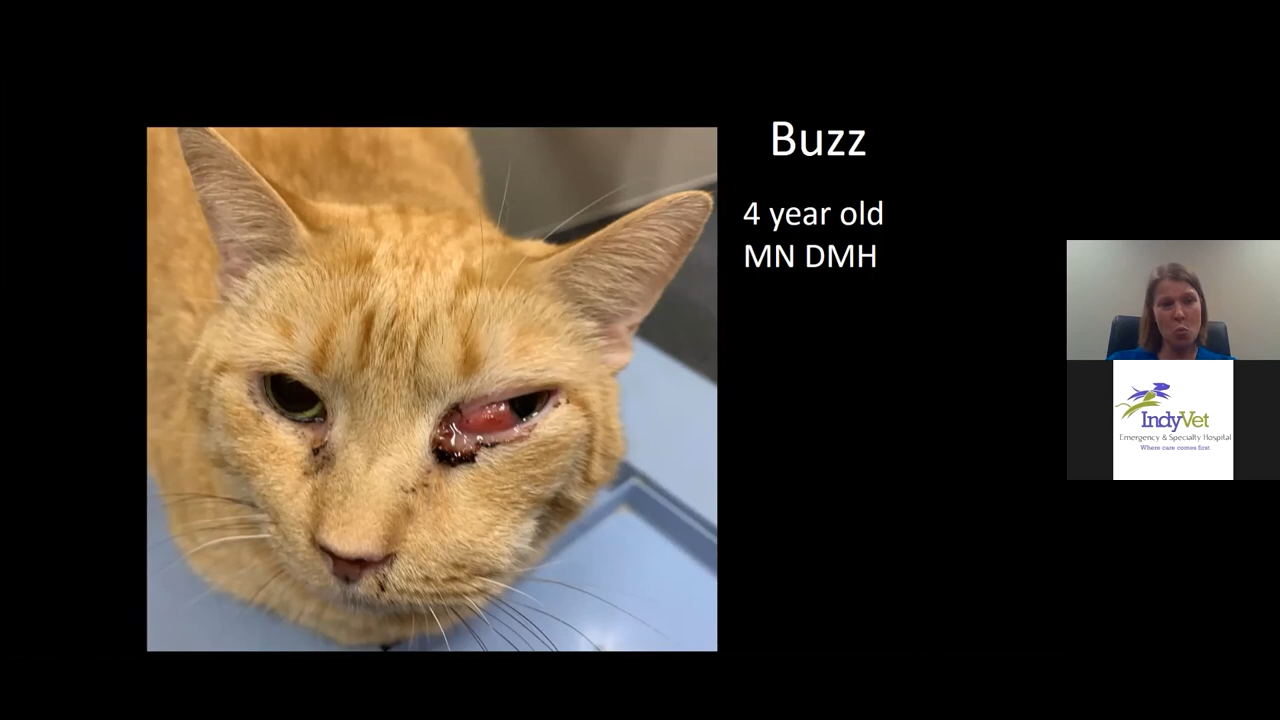 Buzz
4 year old
MN DMH
IndyVet
Emergency & Specialty Hospital
Where care comes first.